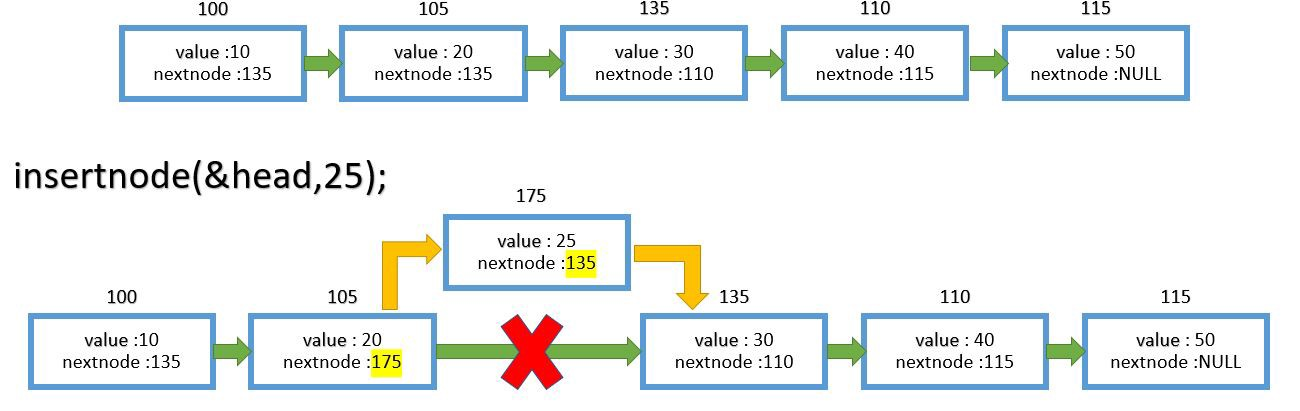 100 105 135 110 115
value :10 value : 20 value : 30 value : 40 value : 50
nextnode :135 nextnode :135 nextnode :110 nextnode :115 nextnode :NULL
insertnode(&head,25);
175
value : 25
nextnode :135
100 105 135 110 115
value :10 value : 20 value : 30 value : 40 value : 50
nextnode :135 nextnode :175 nextnode :110 nextnode :115 nextnode :NULL